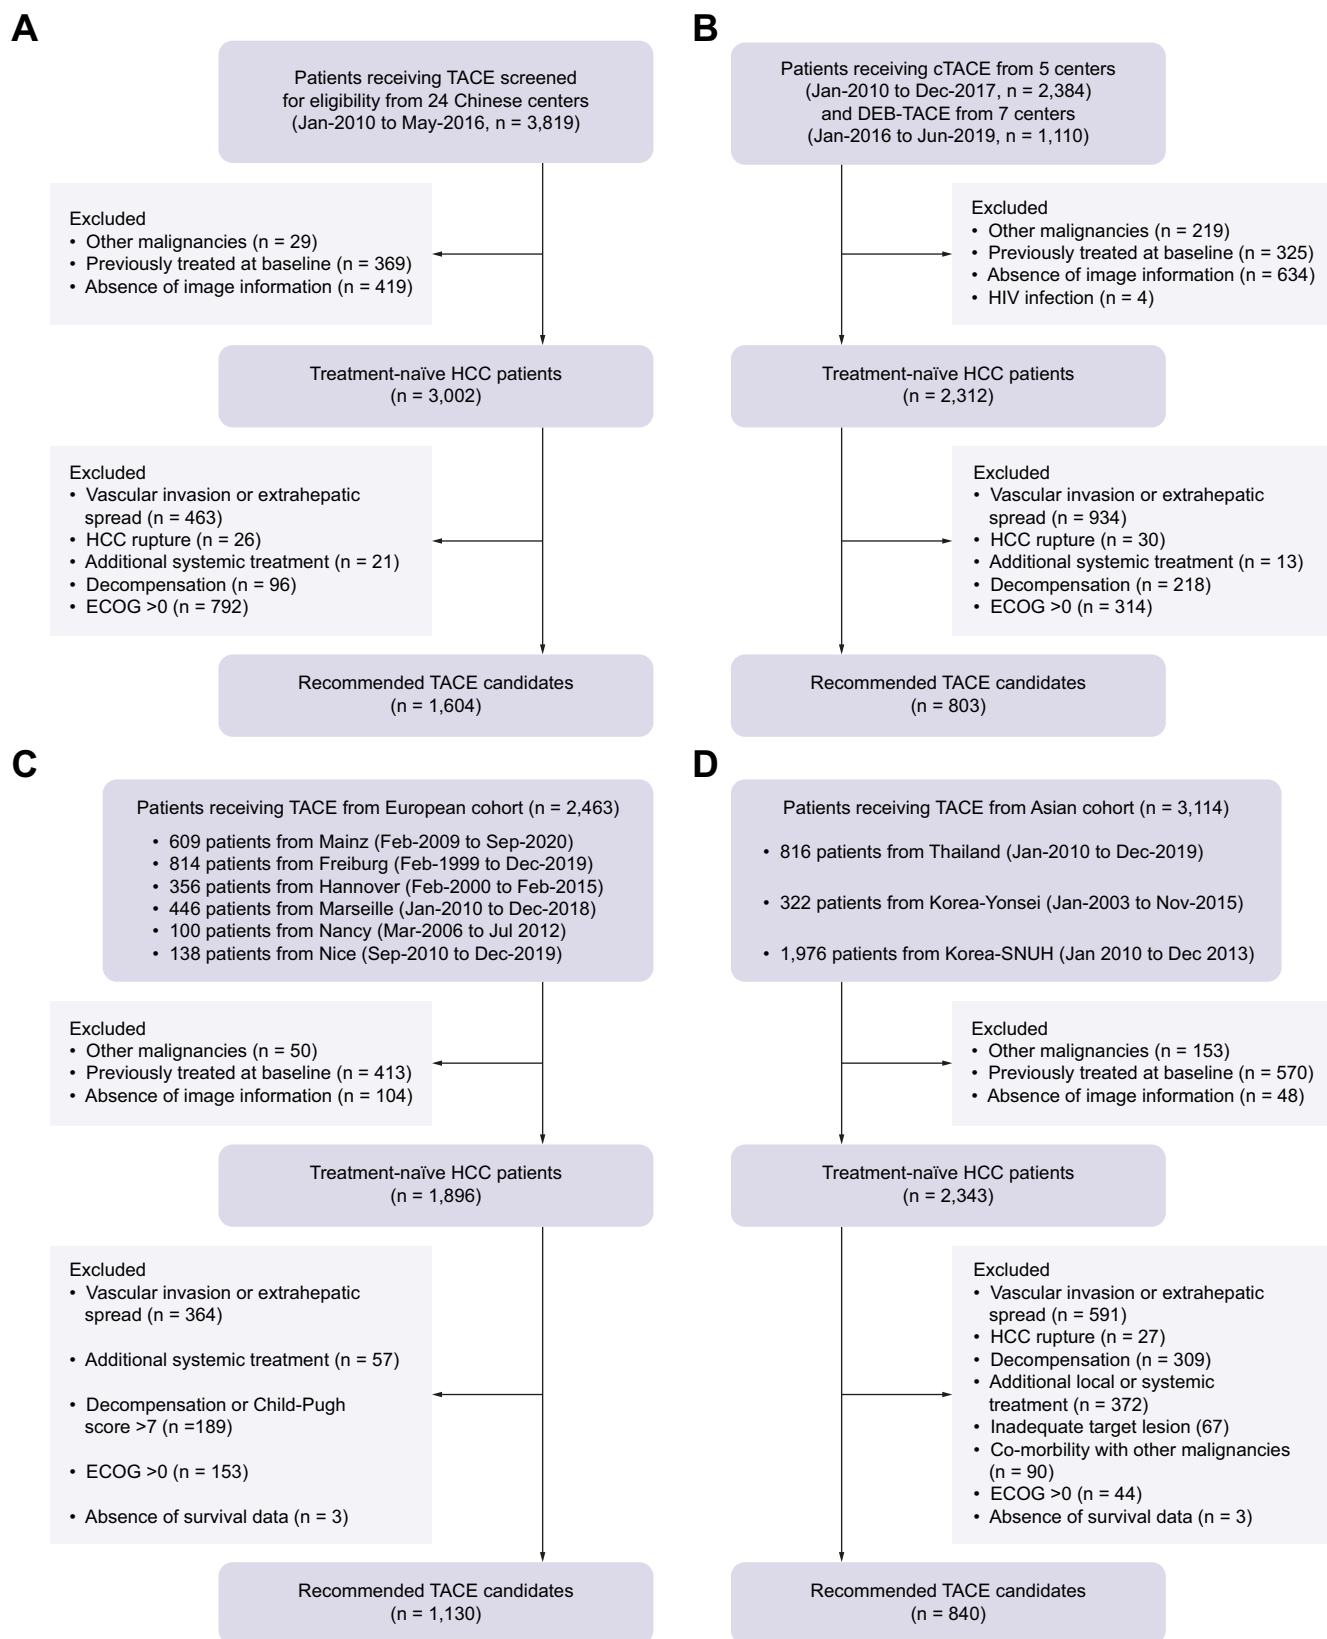 A
Patients receiving TACE screened
for eligibility from 24 Chinese centers
(Jan-2010 to May-2016, n = 3,819)
Excluded
• Other malignancies (n = 29)
• Previously treated at baseline (n = 369)
• Absence of image information (n = 419)
Treatment-naïve HCC patients
(n = 3,002)
Excluded
• Vascular invasion or extrahepatic
spread (n = 463)
• HCC rupture (n = 26)
• Additional systemic treatment (n = 21)
• Decompensation (n = 96)
• ECOG >0 (n = 792)
Recommended TACE candidates
(n = 1,604)
B
Patients receiving cTACE from 5 centers
(Jan-2010 to Dec-2017, n = 2,384)
and DEB-TACE from 7 centers
(Jan-2016 to Jun-2019, n = 1,110)
Excluded
• Other malignancies (n = 219)
• Previously treated at baseline (n = 325)
• Absence of image information (n = 634)
• HIV infection (n = 4)
Treatment-naïve HCC patients
(n = 2,312)
Excluded
• Vascular invasion or extrahepatic
spread (n = 934)
• HCC rupture (n = 30)
• Additional systemic treatment (n = 13)
• Decompensation (n = 218)
• ECOG >0 (n = 314)
Recommended TACE candidates
(n = 803)
C
Patients receiving TACE from European cohort (n = 2,463)
• 609 patients from Mainz (Feb-2009 to Sep-2020)
• 814 patients from Freiburg (Feb-1999 to Dec-2019)
• 356 patients from Hannover (Feb-2000 to Feb-2015)
• 446 patients from Marseille (Jan-2010 to Dec-2018)
• 100 patients from Nancy (Mar-2006 to Jul 2012)
• 138 patients from Nice (Sep-2010 to Dec-2019)
Excluded
• Other malignancies (n = 50)
• Previously treated at baseline (n = 413)
• Absence of image information (n = 104)
Treatment-naïve HCC patients
(n = 1,896)
Excluded
• Vascular invasion or extrahepatic
spread (n = 364)
• Additional systemic treatment (n = 57)
• Decompensation or Child-Pugh
score >7 (n =189)
• ECOG >0 (n = 153)
• Absence of survival data (n = 3)
Recommended TACE candidates
(n = 1,130)
D
Patients receiving TACE from Asian cohort (n = 3,114)
• 816 patients from Thailand (Jan-2010 to Dec-2019)
• 322 patients from Korea-Yonsei (Jan-2003 to Nov-2015)
• 1,976 patients from Korea-SNUH (Jan 2010 to Dec 2013)
Excluded
• Other malignancies (n = 153)
• Previously treated at baseline (n = 570)
• Absence of image information (n = 48)
Treatment-naïve HCC patients
(n = 2,343)
Excluded
• Vascular invasion or extrahepatic
spread (n = 591)
• HCC rupture (n = 27)
• Decompensation (n = 309)
• Additional local or systemic
treatment (n = 372)
• Inadequate target lesion (67)
• Co-morbility with other malignancies
(n = 90)
• ECOG >0 (n = 44)
• Absence of survival data (n = 3)
Recommended TACE candidates
(n = 840)